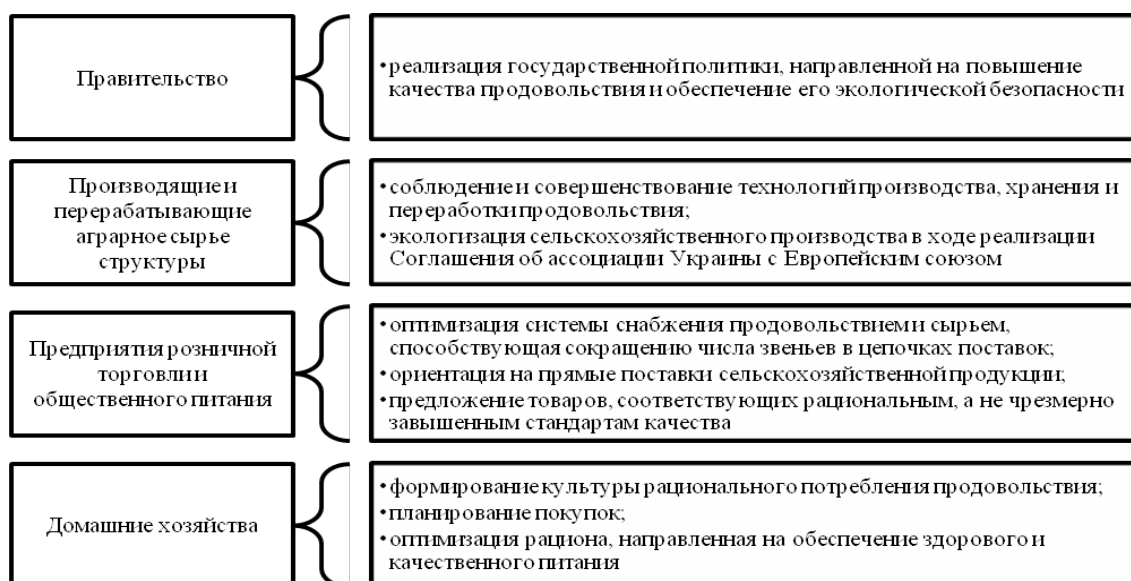 Правительство
•реализация государственной политики, направленной на повышение
качества продовольствия и обеспечение его экологической безопасности
Производящие и
перерабатывающие
аграрное сырье
структуры
•соблюдение и совершенствование технологий производства, хранения и
переработки продовольствия;
•экологизация сельскохозяйственного производства в ходе реализации
Соглашения об ассоциации Украины с Европейским союзом
Предприятия розничной
торговли и
общественного питания
•оптимизация системы снабжения продовольствием и сырьем,
способствующая сокращению числа звеньев в цепочках поставок;
•ориентация на прямые поставки сельскохозяйственной продукции;
•предложение товаров, соответствующих рациональным, а не чрезмерно
завышенным стандартам качества
Домашние хозяйства
•формирование культуры рационального потребления продовольствия;
•планирование покупок;
•оптимизация рациона, направленная на обеспечение здорового и
качественного питания